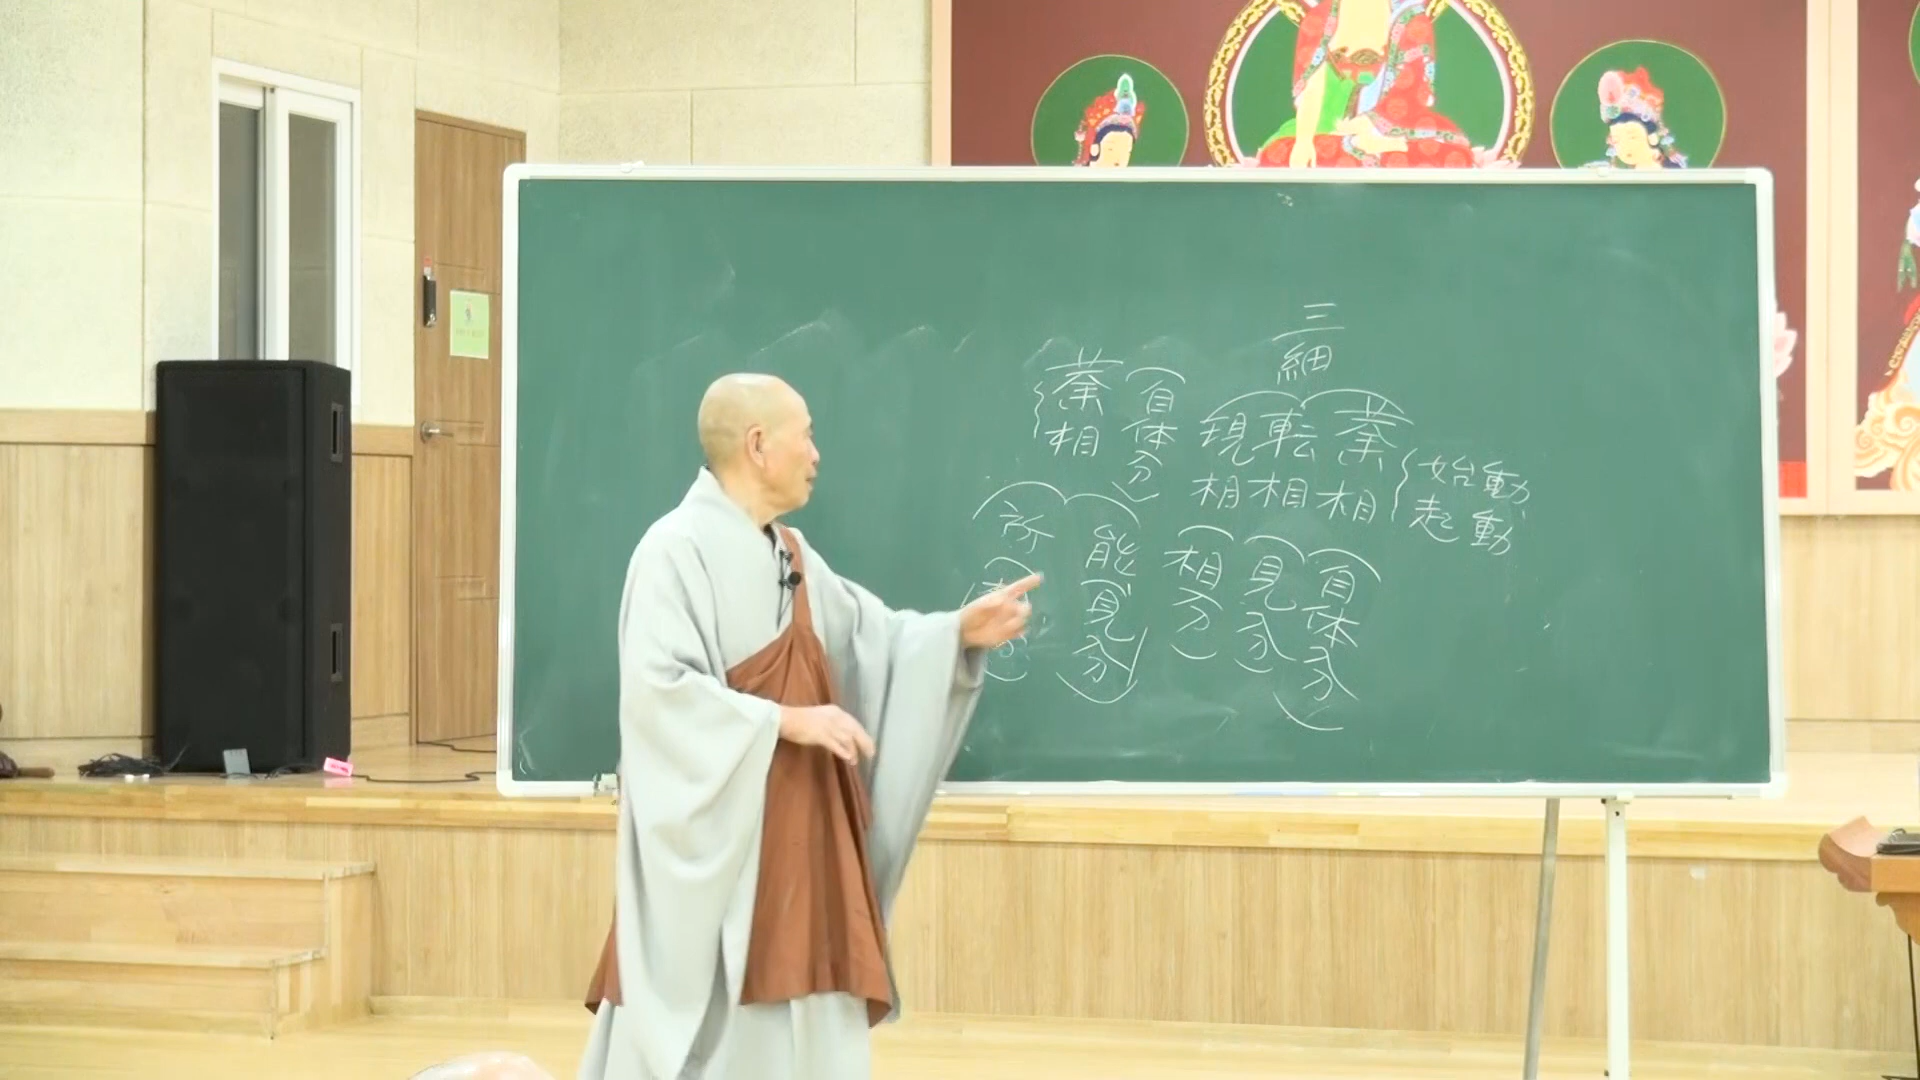 三細
始動
起動
業相
転相
現相
(自体分)
(見分)
(相分)
(自体分)
業相
能(見分)
所